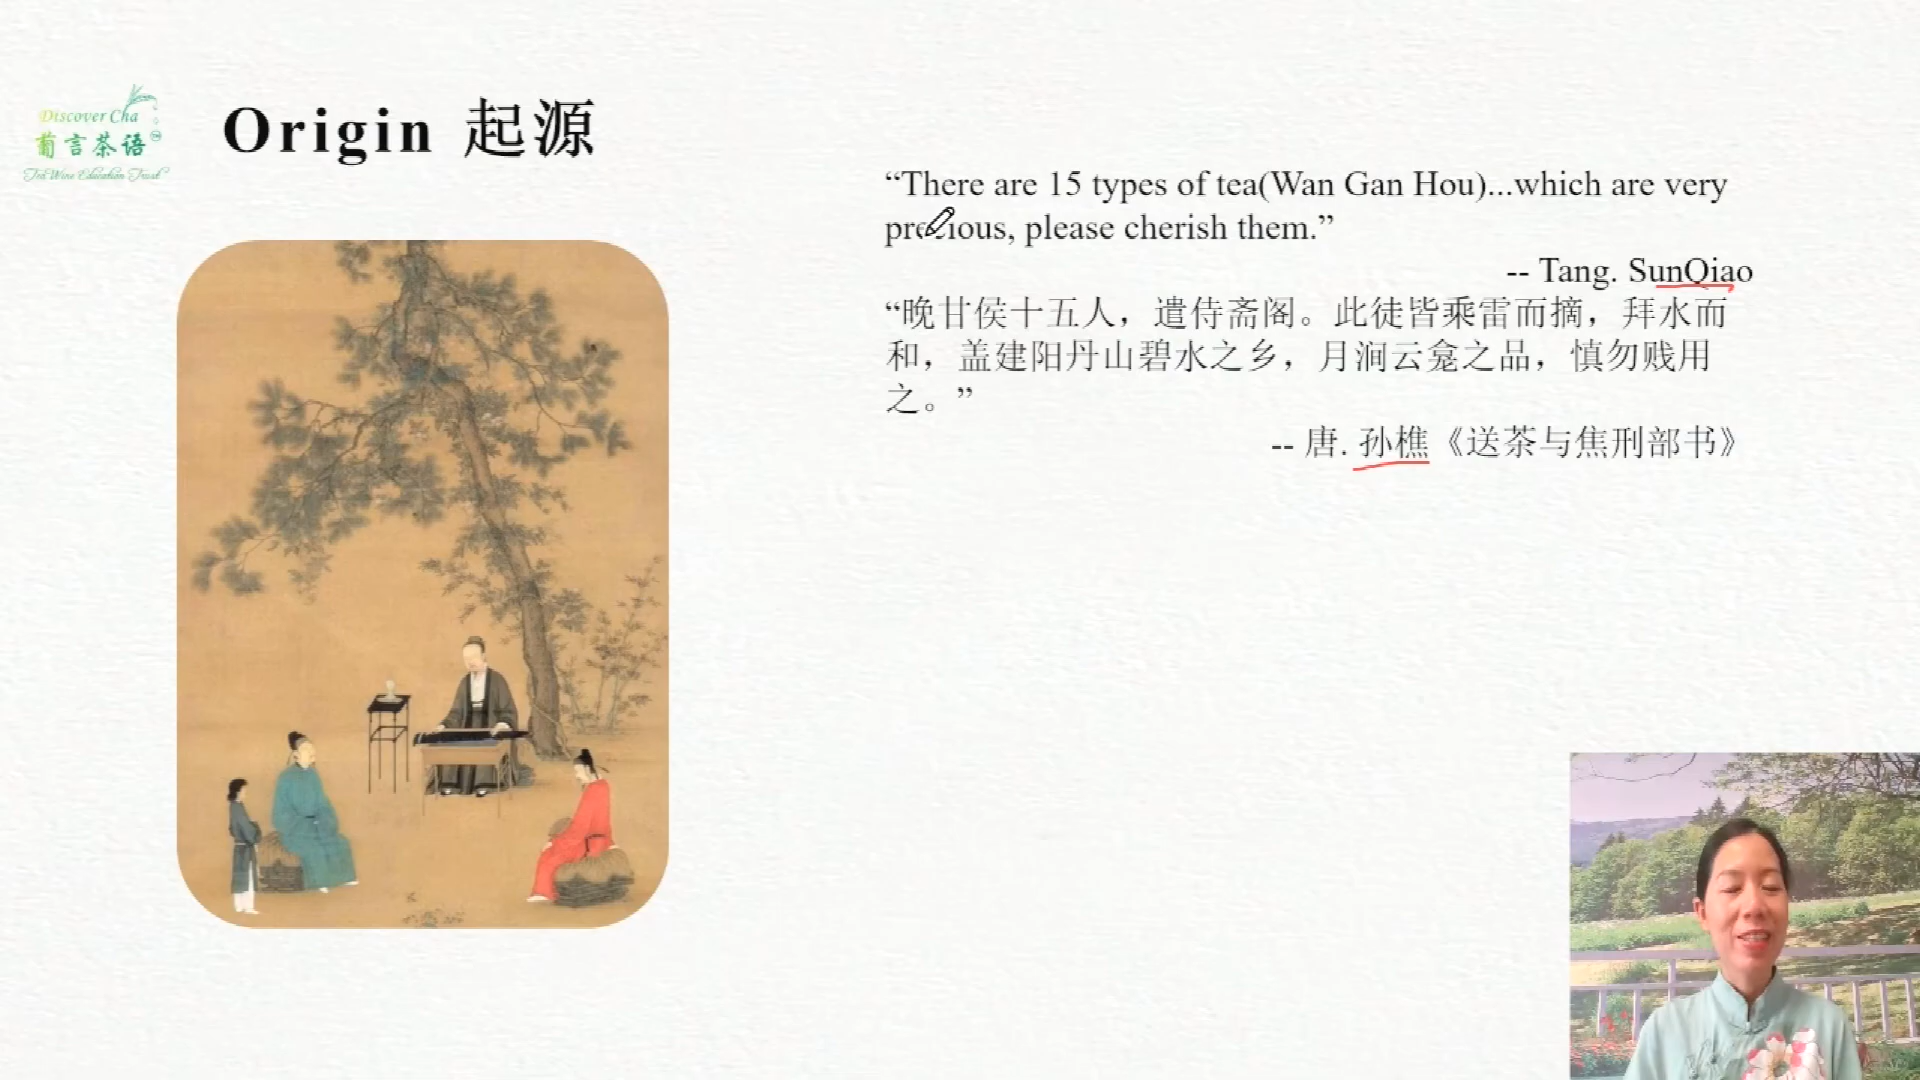 Discover Cha
葡言茶语
Tea Wine Education Trust
Origin 起源
“There are 15 types of tea(Wan Gan Hou)...which are very
precious, please cherish them.”
-- Tang. SunQiao
“晚甘侯十五人，遣侍斋阁。此徒皆乘雷而摘，拜水而
和，盖建阳丹山碧水之乡，月涧云龛之品，慎勿贱用
之。”
-- 唐. 孙樵《送茶与焦刑部书》